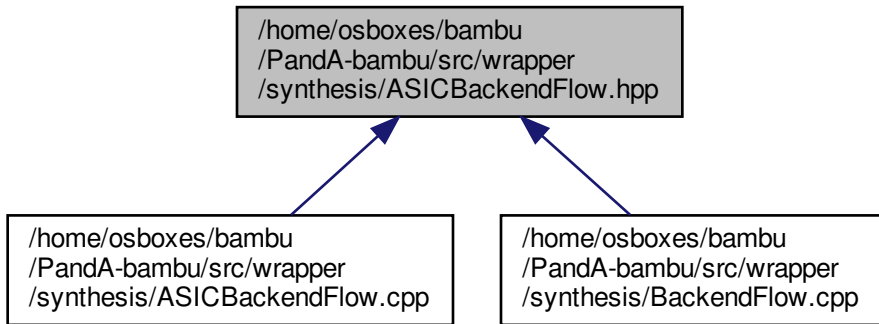 /home/osboxes/bambu
/PandA-bambu/src/wrapper
/synthesis/ASICBackendFlow.hpp
/home/osboxes/bambu
/PandA-bambu/src/wrapper
/synthesis/ASICBackendFlow.cpp
/home/osboxes/bambu
/PandA-bambu/src/wrapper
/synthesis/BackendFlow.cpp